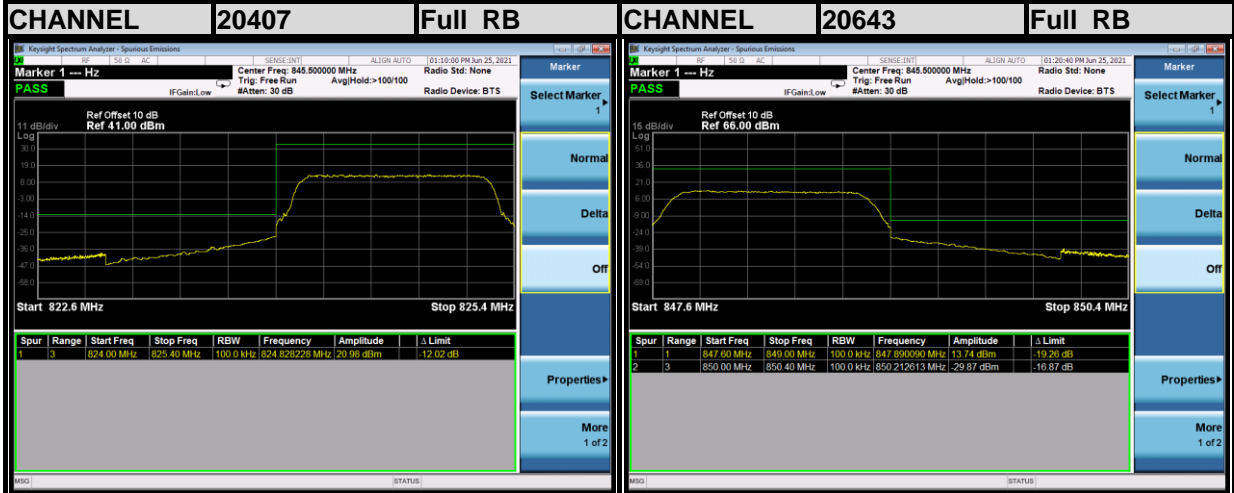 CHANNEL 20407 Full RB
Keysight Spectrum Analyzer - Spurious Emissions
RF 50 Ω AC SENSE:INT ALIGN AUTO 01:10:00 PM Jun 25, 2021
Marker 1 --- Hz Center Freq: 845.500000 MHz Radio Std: None
Trig: Free Run Avg|Hold:>100/100
PASS IFGain:Low #Atten: 30 dB Radio Device: BTS
Ref Offset 10 dB
11 dB/div Ref 41.00 dBm
Log
30.0
19.0
8.00
-3.00
-14.0
-25.0
-36.0
-47.0
-58.0
Start 822.6 MHz Stop 825.4 MHz
Spur Range Start Freq Stop Freq RBW Frequency Amplitude Δ Limit
1 3 824.00 MHz 825.40 MHz 100.0 kHz 824.828228 MHz 20.98 dBm -12.02 dB
MSG STATUS
Marker
Select Marker
1
Normal
Delta
Off
Properties
More
1 of 2
CHANNEL 20643 Full RB
Keysight Spectrum Analyzer - Spurious Emissions
RF 50 Ω AC SENSE:INT ALIGN AUTO 01:20:40 PM Jun 25, 2021
Marker 1 --- Hz Center Freq: 845.500000 MHz Radio Std: None
Trig: Free Run Avg|Hold:>100/100
PASS IFGain:Low #Atten: 30 dB Radio Device: BTS
Ref Offset 10 dB
15 dB/div Ref 66.00 dBm
Log
51.0
36.0
21.0
6.00
-9.00
-24.0
-39.0
-54.0
-69.0
Start 847.6 MHz Stop 850.4 MHz
Spur Range Start Freq Stop Freq RBW Frequency Amplitude Δ Limit
1 1 847.60 MHz 849.00 MHz 100.0 kHz 847.890090 MHz 13.74 dBm -19.26 dB
2 3 850.00 MHz 850.40 MHz 100.0 kHz 850.212613 MHz -29.87 dBm -16.87 dB
MSG STATUS
Marker
Select Marker
1
Normal
Delta
Off
Properties
More
1 of 2